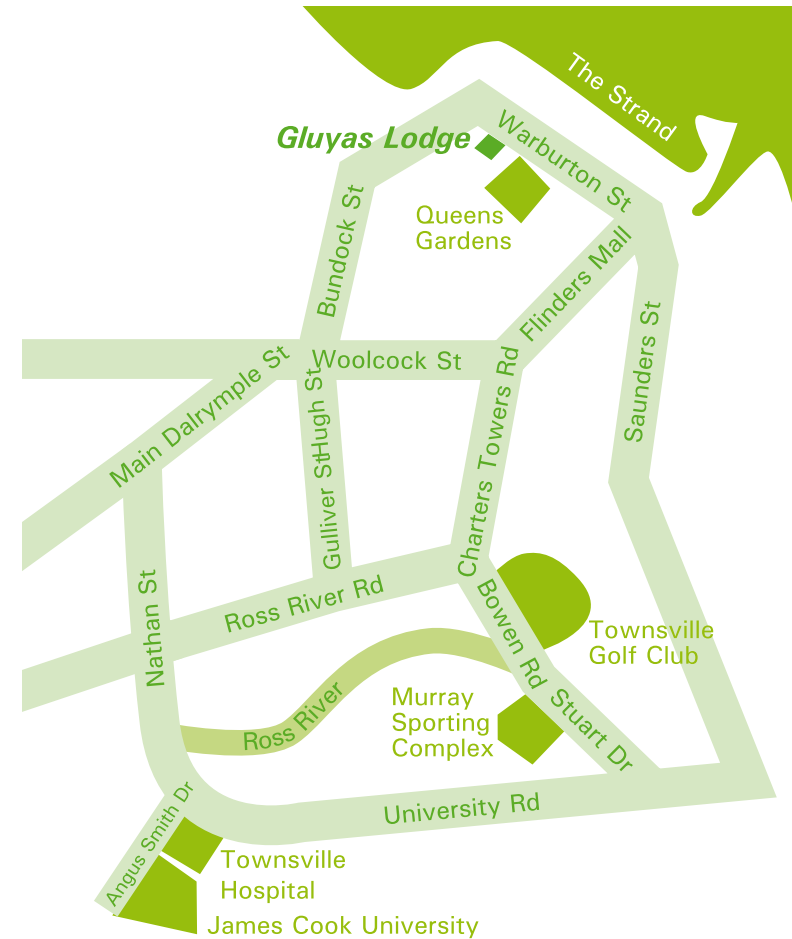 The Strand
Gluyas Lodge
Warburton St
Queens
Gardens
Bundock St
Flinders Mall
Saunders St
Woolcock St
Main Dalrymple St
Hugh St
Gulliver St
Charters Towers Rd
Nathan St
Ross River Rd
Bowen Rd
Townsville
Golf Club
Ross River
Murray
Sporting
Complex
Stuart Dr
University Rd
Angus Smith Dr
Townsville
Hospital
James Cook University